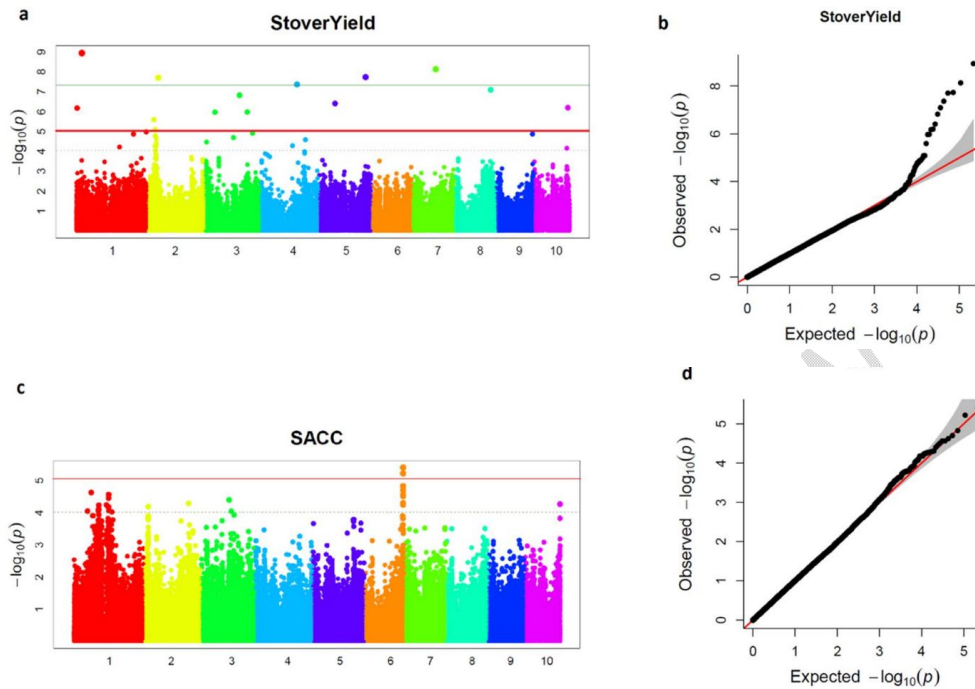 a
StoverYield
9
8
7
6
5
4
3
2
1
−log₁₀(p)
1 2 3 4 5 6 7 8 9 10
b
StoverYield
8
6
4
2
0
Observed −log₁₀(p)
0 1 2 3 4 5
Expected −log₁₀(p)
c
SACC
5
4
3
2
1
−log₁₀(p)
1 2 3 4 5 6 7 8 9 10
d
5
4
3
2
1
0
Observed −log₁₀(p)
0 1 2 3 4 5
Expected −log₁₀(p)